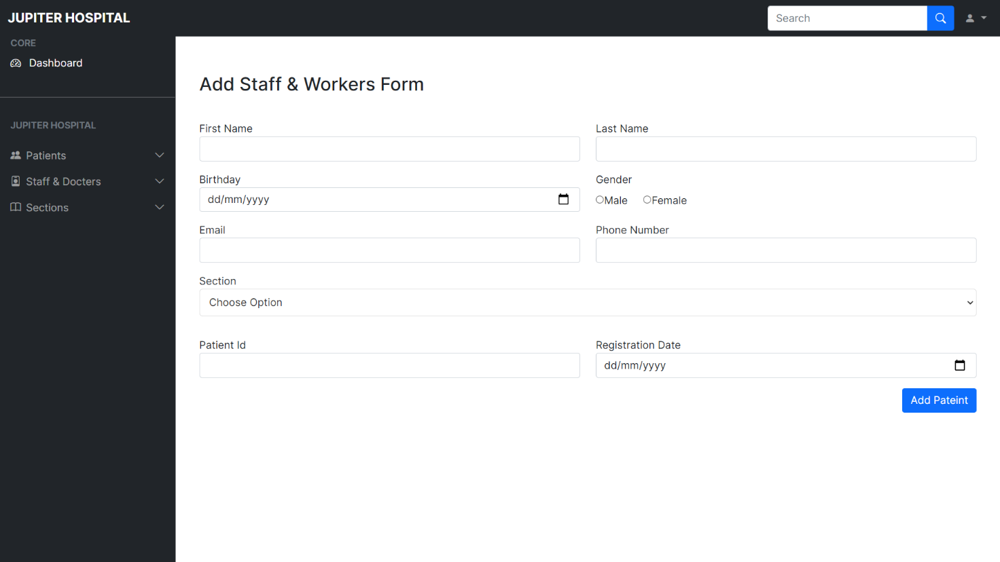 JUPITER HOSPITAL
Search
CORE
Dashboard
JUPITER HOSPITAL
Patients
Staff & Docters
Sections
Add Staff & Workers Form
First Name
Last Name
Birthday
dd/mm/yyyy
Gender
Male Female
Email
Phone Number
Section
Choose Option
Patient Id
Registration Date
dd/mm/yyyy
Add Pateint